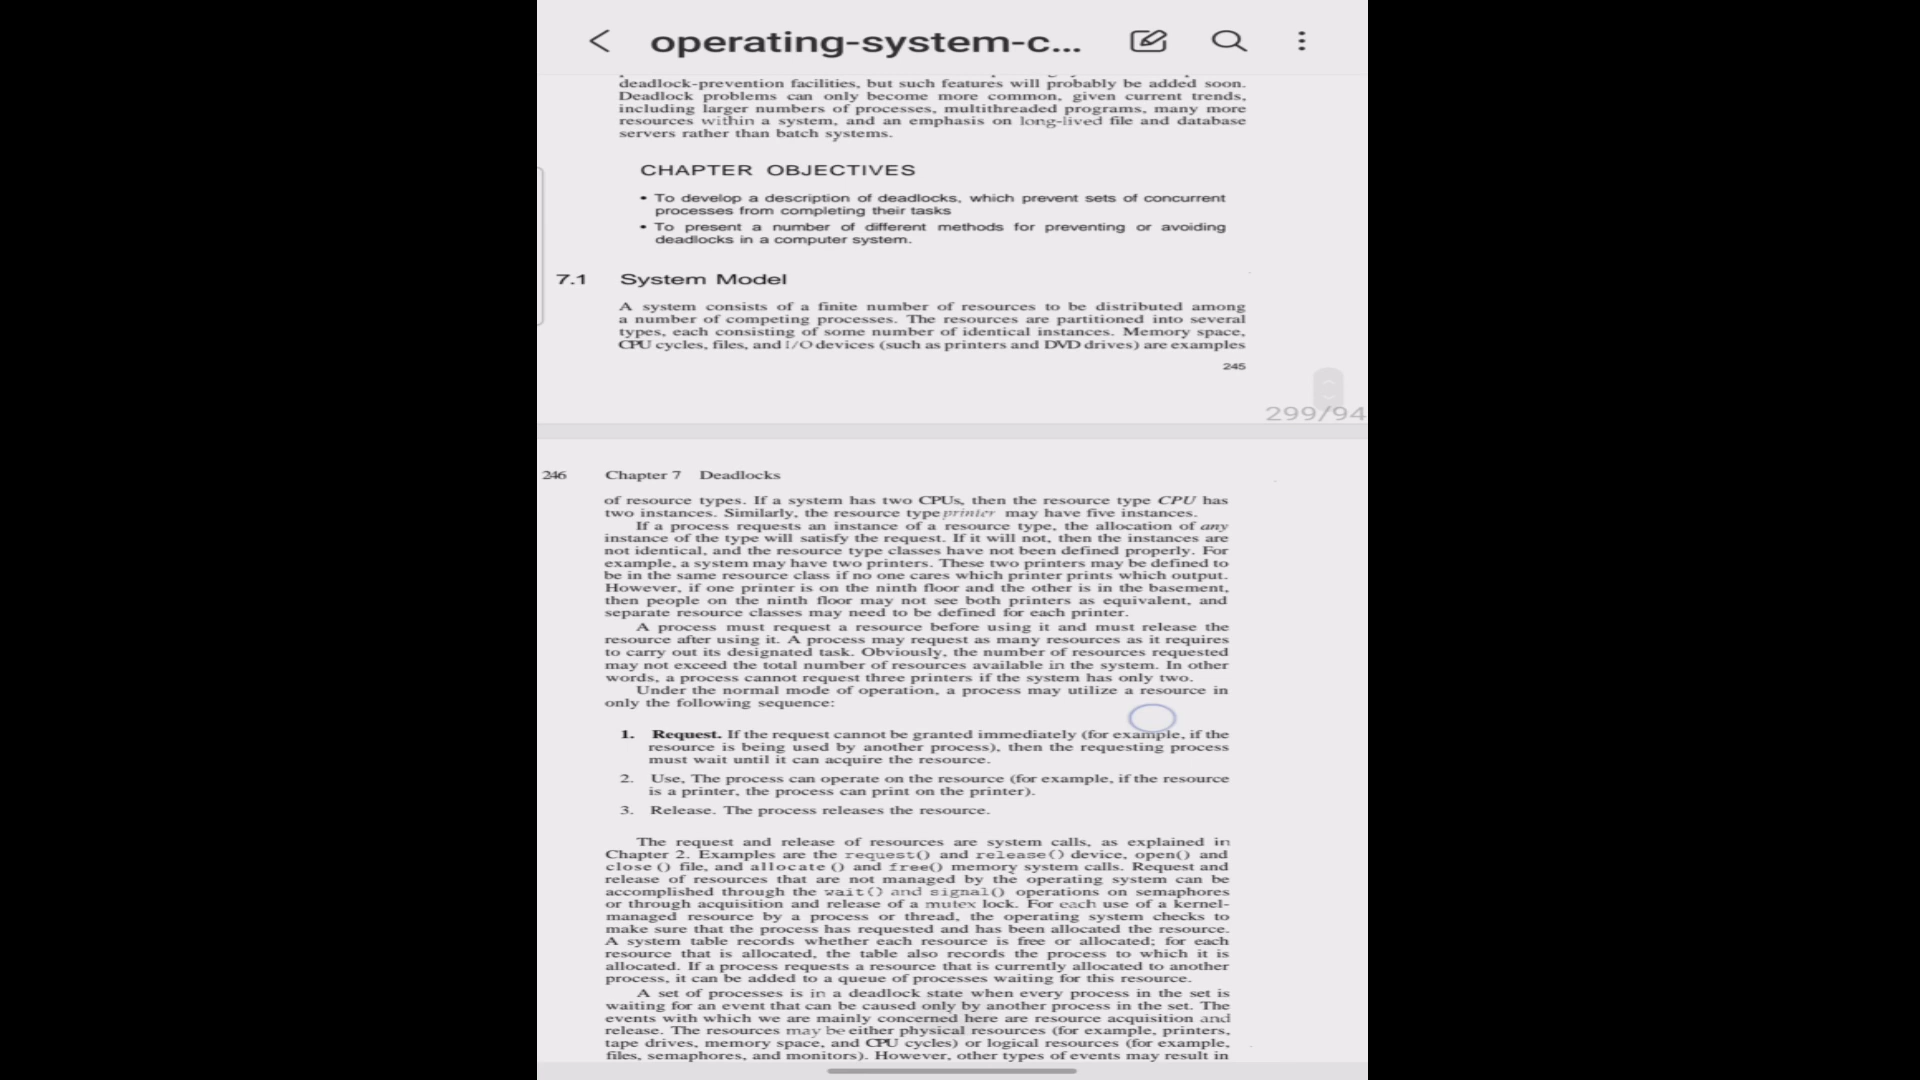 operating-system-c...
deadlock-prevention facilities, but such features will probably be added soon.
Deadlock problems can only become more common, given current trends,
including larger numbers of processes, multithreaded programs, many more
resources within a system, and an emphasis on long-lived file and database
servers rather than batch systems.
CHAPTER OBJECTIVES
• To develop a description of deadlocks, which prevent sets of concurrent
processes from completing their tasks
• To present a number of different methods for preventing or avoiding
deadlocks in a computer system.
7.1 System Model
A system consists of a finite number of resources to be distributed among
a number of competing processes. The resources are partitioned into several
types, each consisting of some number of identical instances. Memory space,
CPU cycles, files, and I/O devices (such as printers and DVD drives) are examples
245
299/94
246 Chapter 7 Deadlocks
of resource types. If a system has two CPUs, then the resource type CPU has
two instances. Similarly, the resource type printer may have five instances.
If a process requests an instance of a resource type, the allocation of any
instance of the type will satisfy the request. If it will not, then the instances are
not identical, and the resource type classes have not been defined properly. For
example, a system may have two printers. These two printers may be defined to
be in the same resource class if no one cares which printer prints which output.
However, if one printer is on the ninth floor and the other is in the basement,
then people on the ninth floor may not see both printers as equivalent, and
separate resource classes may need to be defined for each printer.
A process must request a resource before using it and must release the
resource after using it. A process may request as many resources as it requires
to carry out its designated task. Obviously, the number of resources requested
may not exceed the total number of resources available in the system. In other
words, a process cannot request three printers if the system has only two.
Under the normal mode of operation, a process may utilize a resource in
only the following sequence:
1. Request. If the request cannot be granted immediately (for example, if the
resource is being used by another process), then the requesting process
must wait until it can acquire the resource.
2. Use, The process can operate on the resource (for example, if the resource
is a printer, the process can print on the printer).
3. Release. The process releases the resource.
The request and release of resources are system calls, as explained in
Chapter 2. Examples are the request() and release() device, open() and
close () file, and allocate () and free() memory system calls. Request and
release of resources that are not managed by the operating system can be
accomplished through the wait() and signal() operations on semaphores
or through acquisition and release of a mutex lock. For each use of a kernel-
managed resource by a process or thread, the operating system checks to
make sure that the process has requested and has been allocated the resource.
A system table records whether each resource is free or allocated; for each
resource that is allocated, the table also records the process to which it is
allocated. If a process requests a resource that is currently allocated to another
process, it can be added to a queue of processes waiting for this resource.
A set of processes is in a deadlock state when every process in the set is
waiting for an event that can be caused only by another process in the set. The
events with which we are mainly concerned here are resource acquisition and
release. The resources may be either physical resources (for example, printers,
tape drives, memory space, and CPU cycles) or logical resources (for example,
files, semaphores, and monitors). However, other types of events may result in